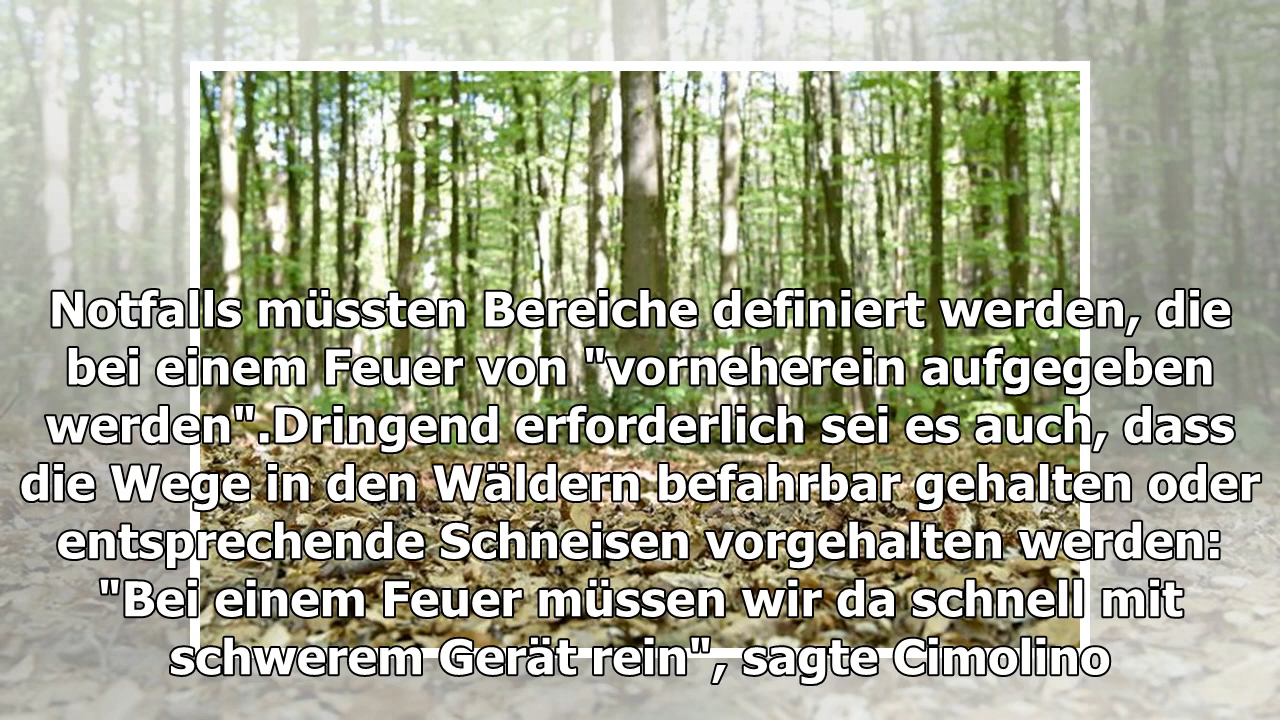 Notfalls müssten Bereiche definiert werden, die
bei einem Feuer von "vorneherein aufgegeben
werden".Dringend erforderlich sei es auch, dass
die Wege in den Wäldern befahrbar gehalten oder
entsprechende Schneisen vorgehalten werden:
"Bei einem Feuer müssen wir da schnell mit
schwerem Gerät rein", sagte Cimolino